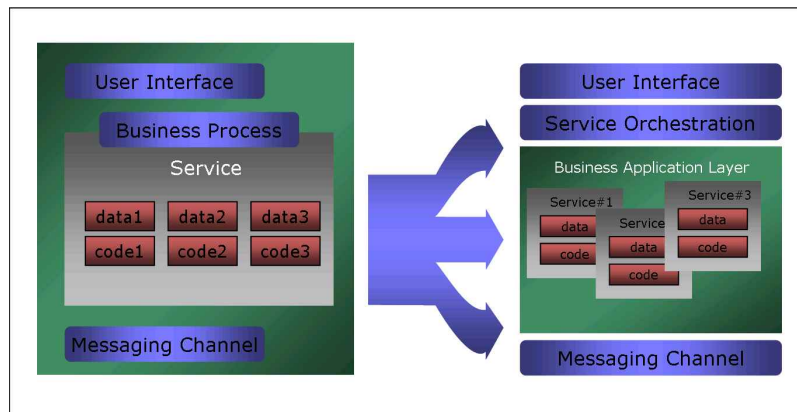 User Interface
Business Process
Service
data1 data2 data3
code1 code2 code3
Messaging Channel
User Interface
Service Orchestration
Business Application Layer
Service#1
data
code
Service
data
code
Service#3
data
code
Messaging Channel